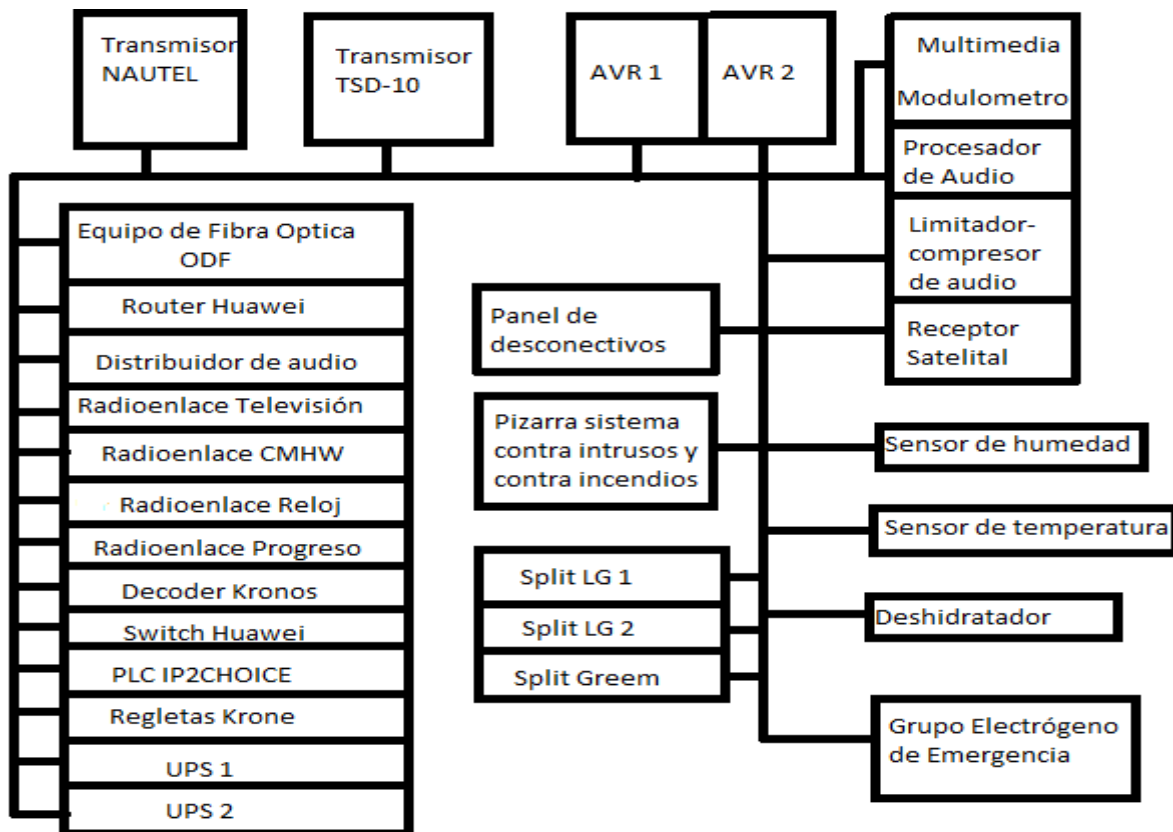 Transmisor
NAUTEL
Transmisor
TSD-10
AVR 1
AVR 2
Multimedia
Modulometro
Procesador
de Audio
Limitador-
compresor
de audio
Receptor
Satelital
Equipo de Fibra Optica
ODF
Router Huawei
Distribuidor de audio
Radioenlace Televisión
Radioenlace CMHW
Radioenlace Reloj
Radioenlace Progreso
Decoder Kronos
Switch Huawei
PLC IP2CHOICE
Regletas Krone
UPS 1
UPS 2
Panel de
desconectivos
Pizarra sistema
contra intrusos y
contra incendios
Split LG 1
Split LG 2
Split Greem
Sensor de humedad
Sensor de temperatura
Deshidratador
Grupo Electrógeno
de Emergencia